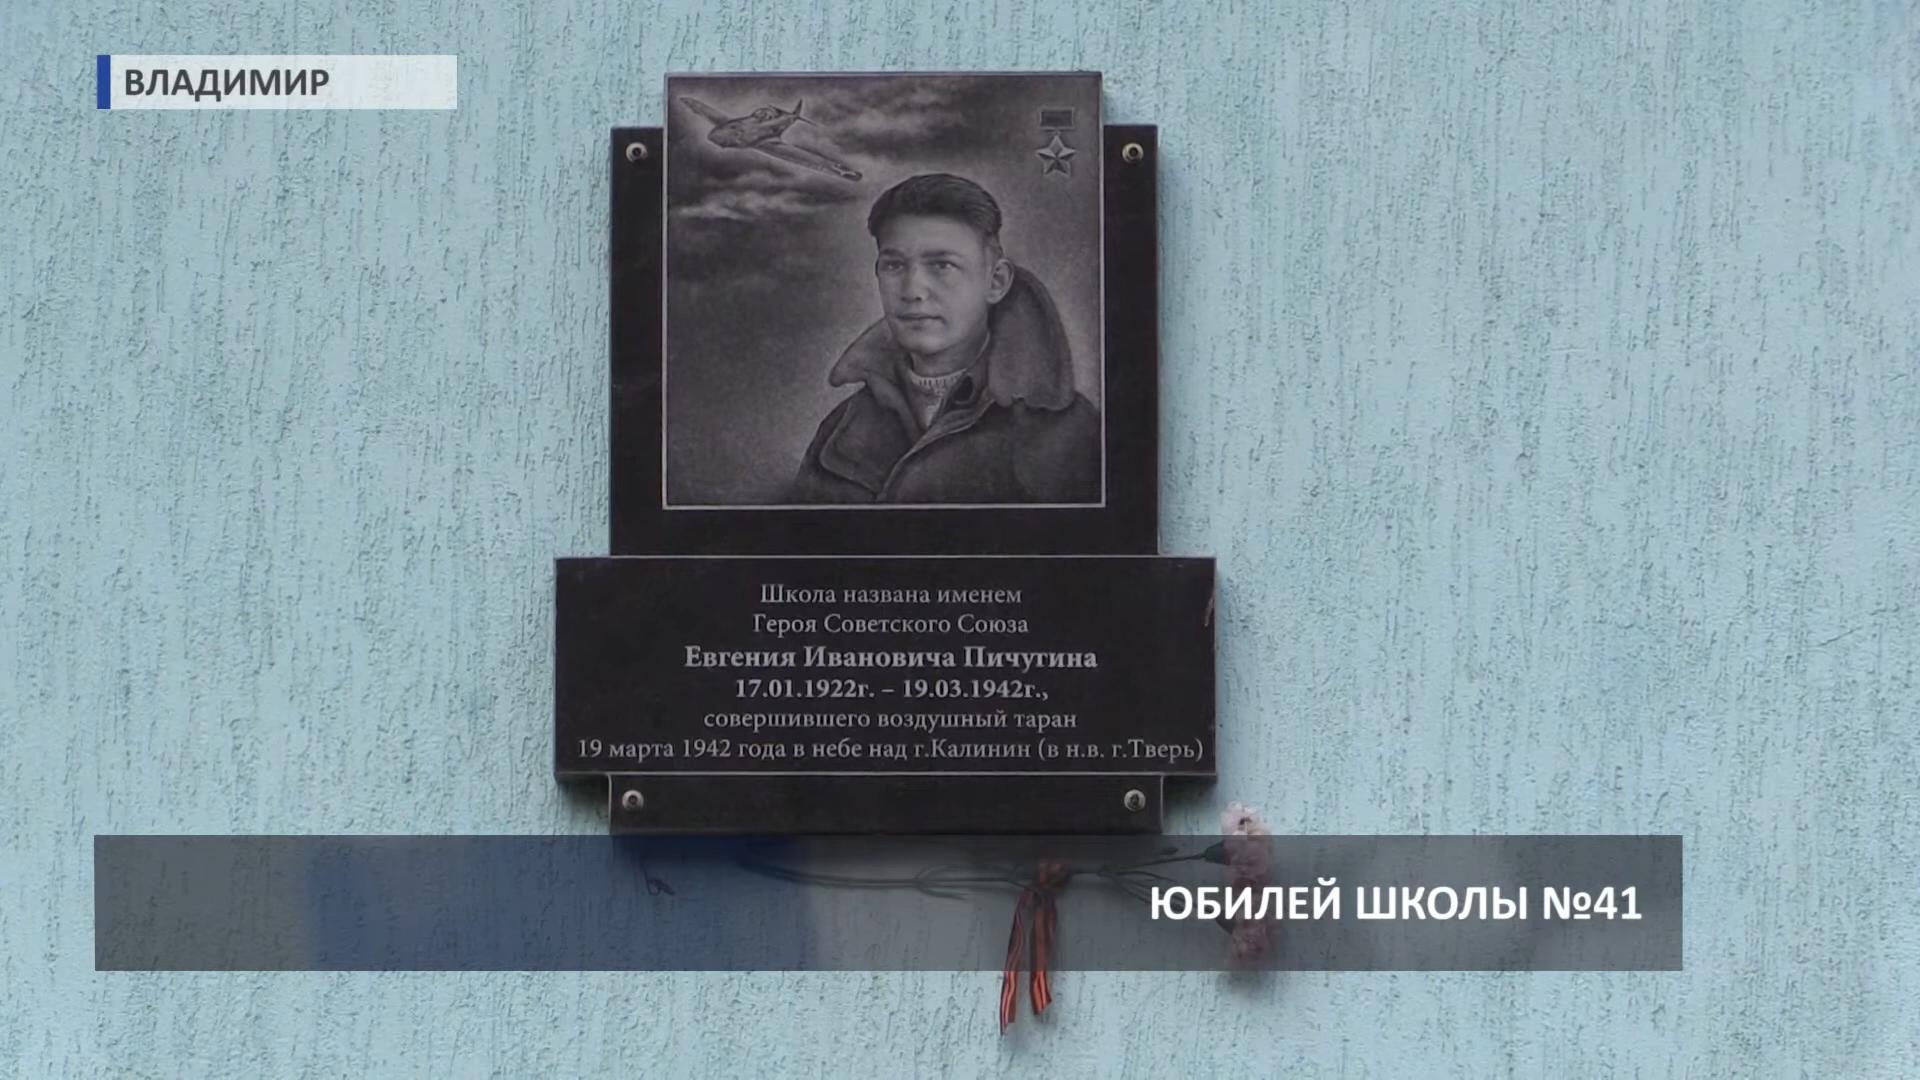 ВЛАДИМИР
Школа названа именем
Героя Советского Союза
Евгения Ивановича Пичугина
17.01.1922г. – 19.03.1942г.,
совершившего воздушный таран
19 марта 1942 года в небе над г.Калинин (в н.в. г.Тверь)
ЮБИЛЕЙ ШКОЛЫ №41